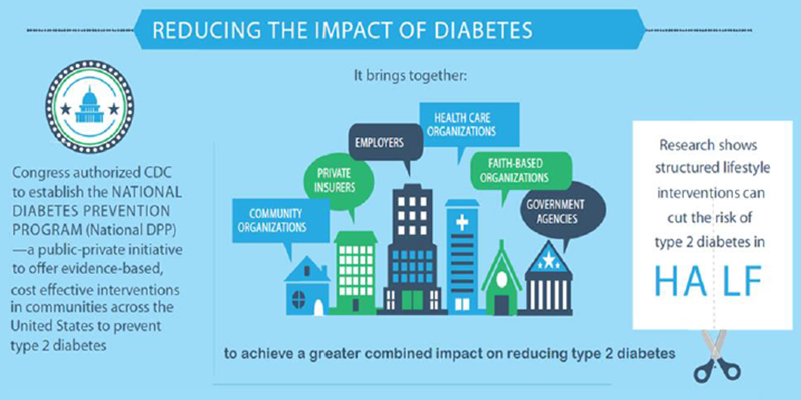 REDUCING THE IMPACT OF DIABETES
Congress authorized CDC
to establish the NATIONAL
DIABETES PREVENTION
PROGRAM (National DPP)
—a public-private initiative
to offer evidence-based,
cost effective interventions
in communities across the
United States to prevent
type 2 diabetes
It brings together:
COMMUNITY
ORGANIZATIONS
PRIVATE
INSURERS
EMPLOYERS
HEALTH CARE
ORGANIZATIONS
FAITH-BASED
ORGANIZATIONS
GOVERNMENT
AGENCIES
to achieve a greater combined impact on reducing type 2 diabetes
Research shows
structured lifestyle
interventions can
cut the risk of
type 2 diabetes in
HALF